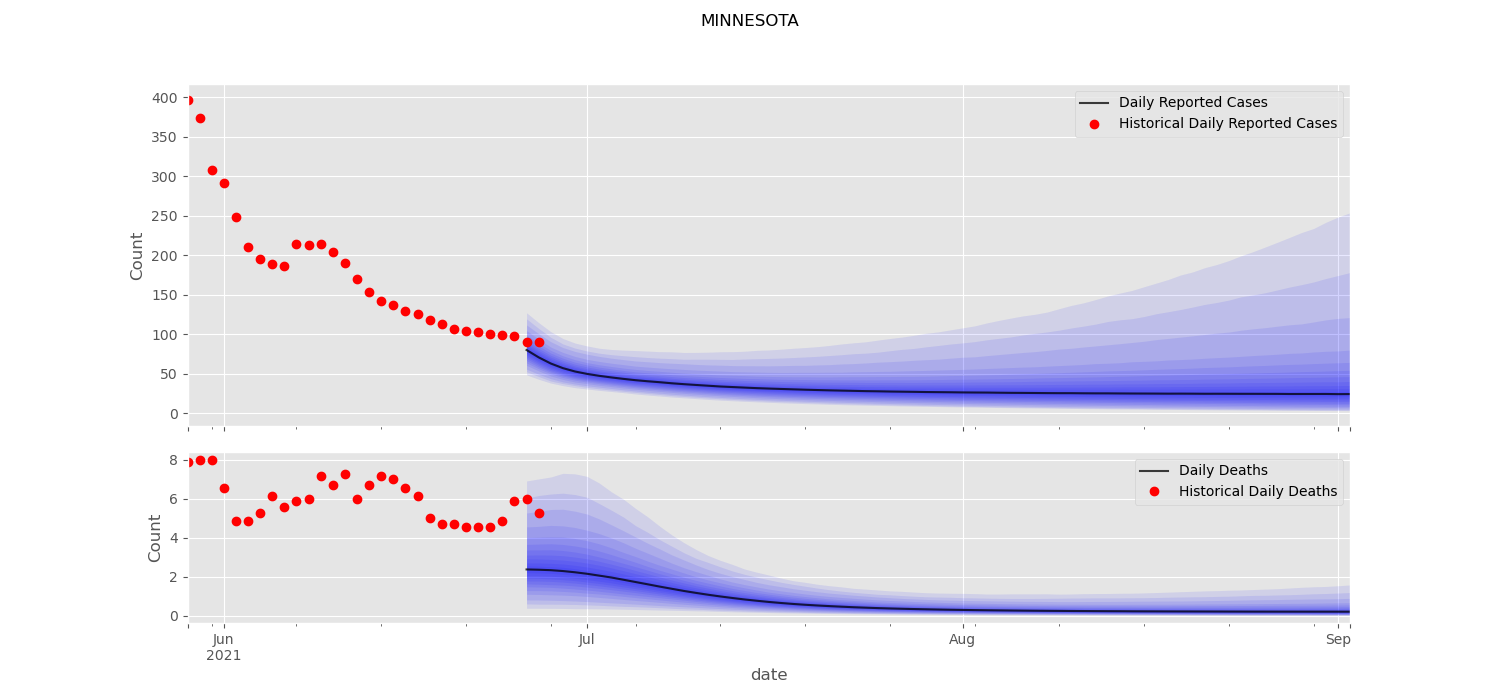 MINNESOTA
400
350
300
250
200
150
100
50
0
Count
Daily Reported Cases
Historical Daily Reported Cases
8
6
4
2
0
Count
Daily Deaths
Historical Daily Deaths
Jun
2021
Jul
Aug
Sep
date